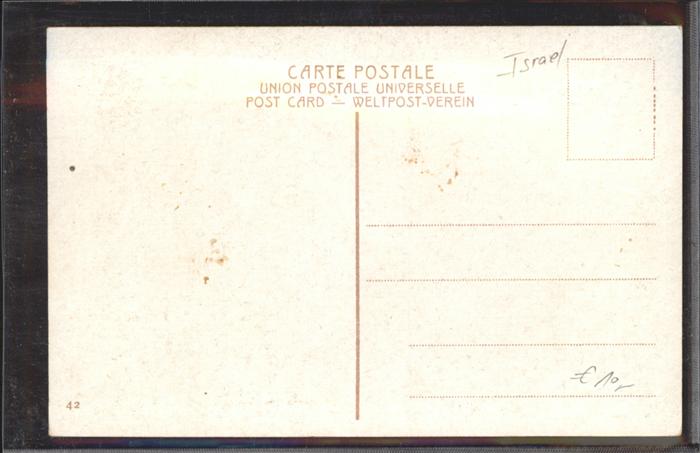 CARTE POSTALE
UNION POSTALE UNIVERSELLE
POST CARD — WELTPOST-VEREIN
Israel
€ 10,-
42